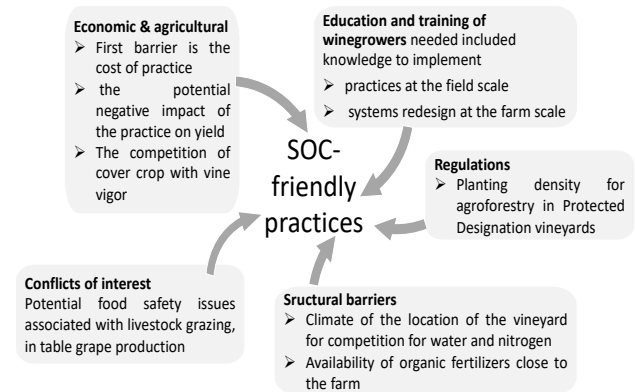 Economic & agricultural
➢ First barrier is the
cost of practice
➢ the potential
negative impact of
the practice on yield
➢ The competition of
cover crop with vine
vigor
Education and training of
winegrowers needed included
knowledge to implement
➢ practices at the field scale
➢ systems redesign at the farm scale
SOC-
friendly
practices
Regulations
➢ Planting density for
agroforestry in Protected
Designation vineyards
Conflicts of interest
Potential food safety issues
associated with livestock grazing,
in table grape production
Sructural barriers
➢ Climate of the location of the vineyard
for competition for water and nitrogen
➢ Availability of organic fertilizers close to
the farm